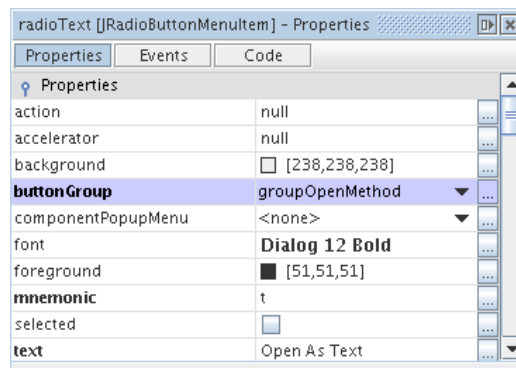 radioText [JRadioButtonMenuItem] - Properties
Properties Events Code
Properties
action null ...
accelerator null ...
background [238,238,238] ...
buttonGroup groupOpenMethod ...
componentPopupMenu <none> ...
font Dialog 12 Bold ...
foreground [51,51,51] ...
mnemonic t ...
selected ...
text Open As Text ...